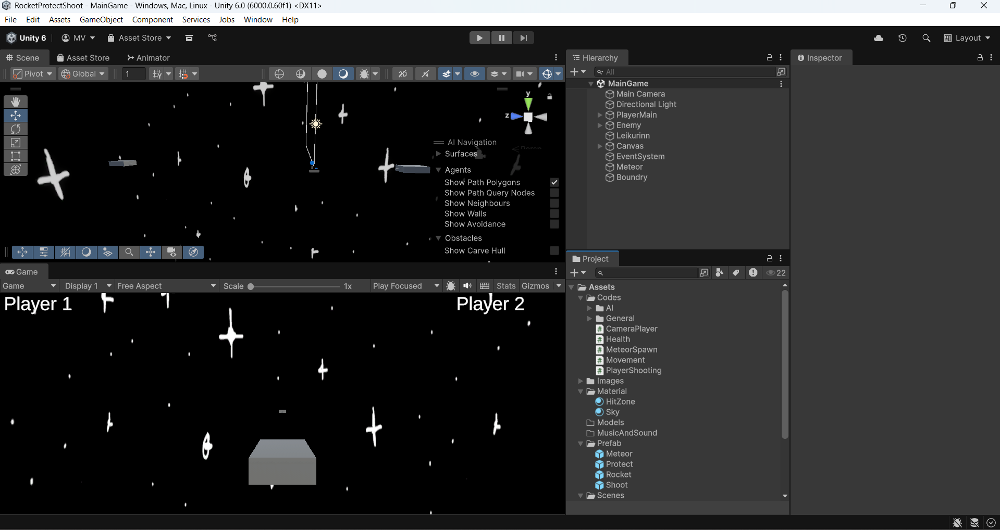 RocketProtectShoot - MainGame - Windows, Mac, Linux - Unity 6.0 (6000.0.60f1) <DX11>
File Edit Assets GameObject Component Services Jobs Window Help
Unity 6 MV Asset Store Layout
Scene Asset Store Animator
Pivot Global 1 2D
y
z
AI Navigation
Surfaces
Agents
Show Path Polygons
Show Path Query Nodes
Show Neighbours
Show Walls
Show Avoidance
Obstacles
Show Carve Hull
Game
Game Display 1 Free Aspect Scale 1x Play Focused Stats Gizmos
Player 1 Player 2
Hierarchy
All
MainGame
Main Camera
Directional Light
PlayerMain
Enemy
Leikurinn
Canvas
EventSystem
Meteor
Boundry
Project
22
Assets
Codes
AI
General
CameraPlayer
Health
MeteorSpawn
Movement
PlayerShooting
Images
Material
HitZone
Sky
Models
MusicAndSound
Prefab
Meteor
Protect
Rocket
Shoot
Scenes
Inspector